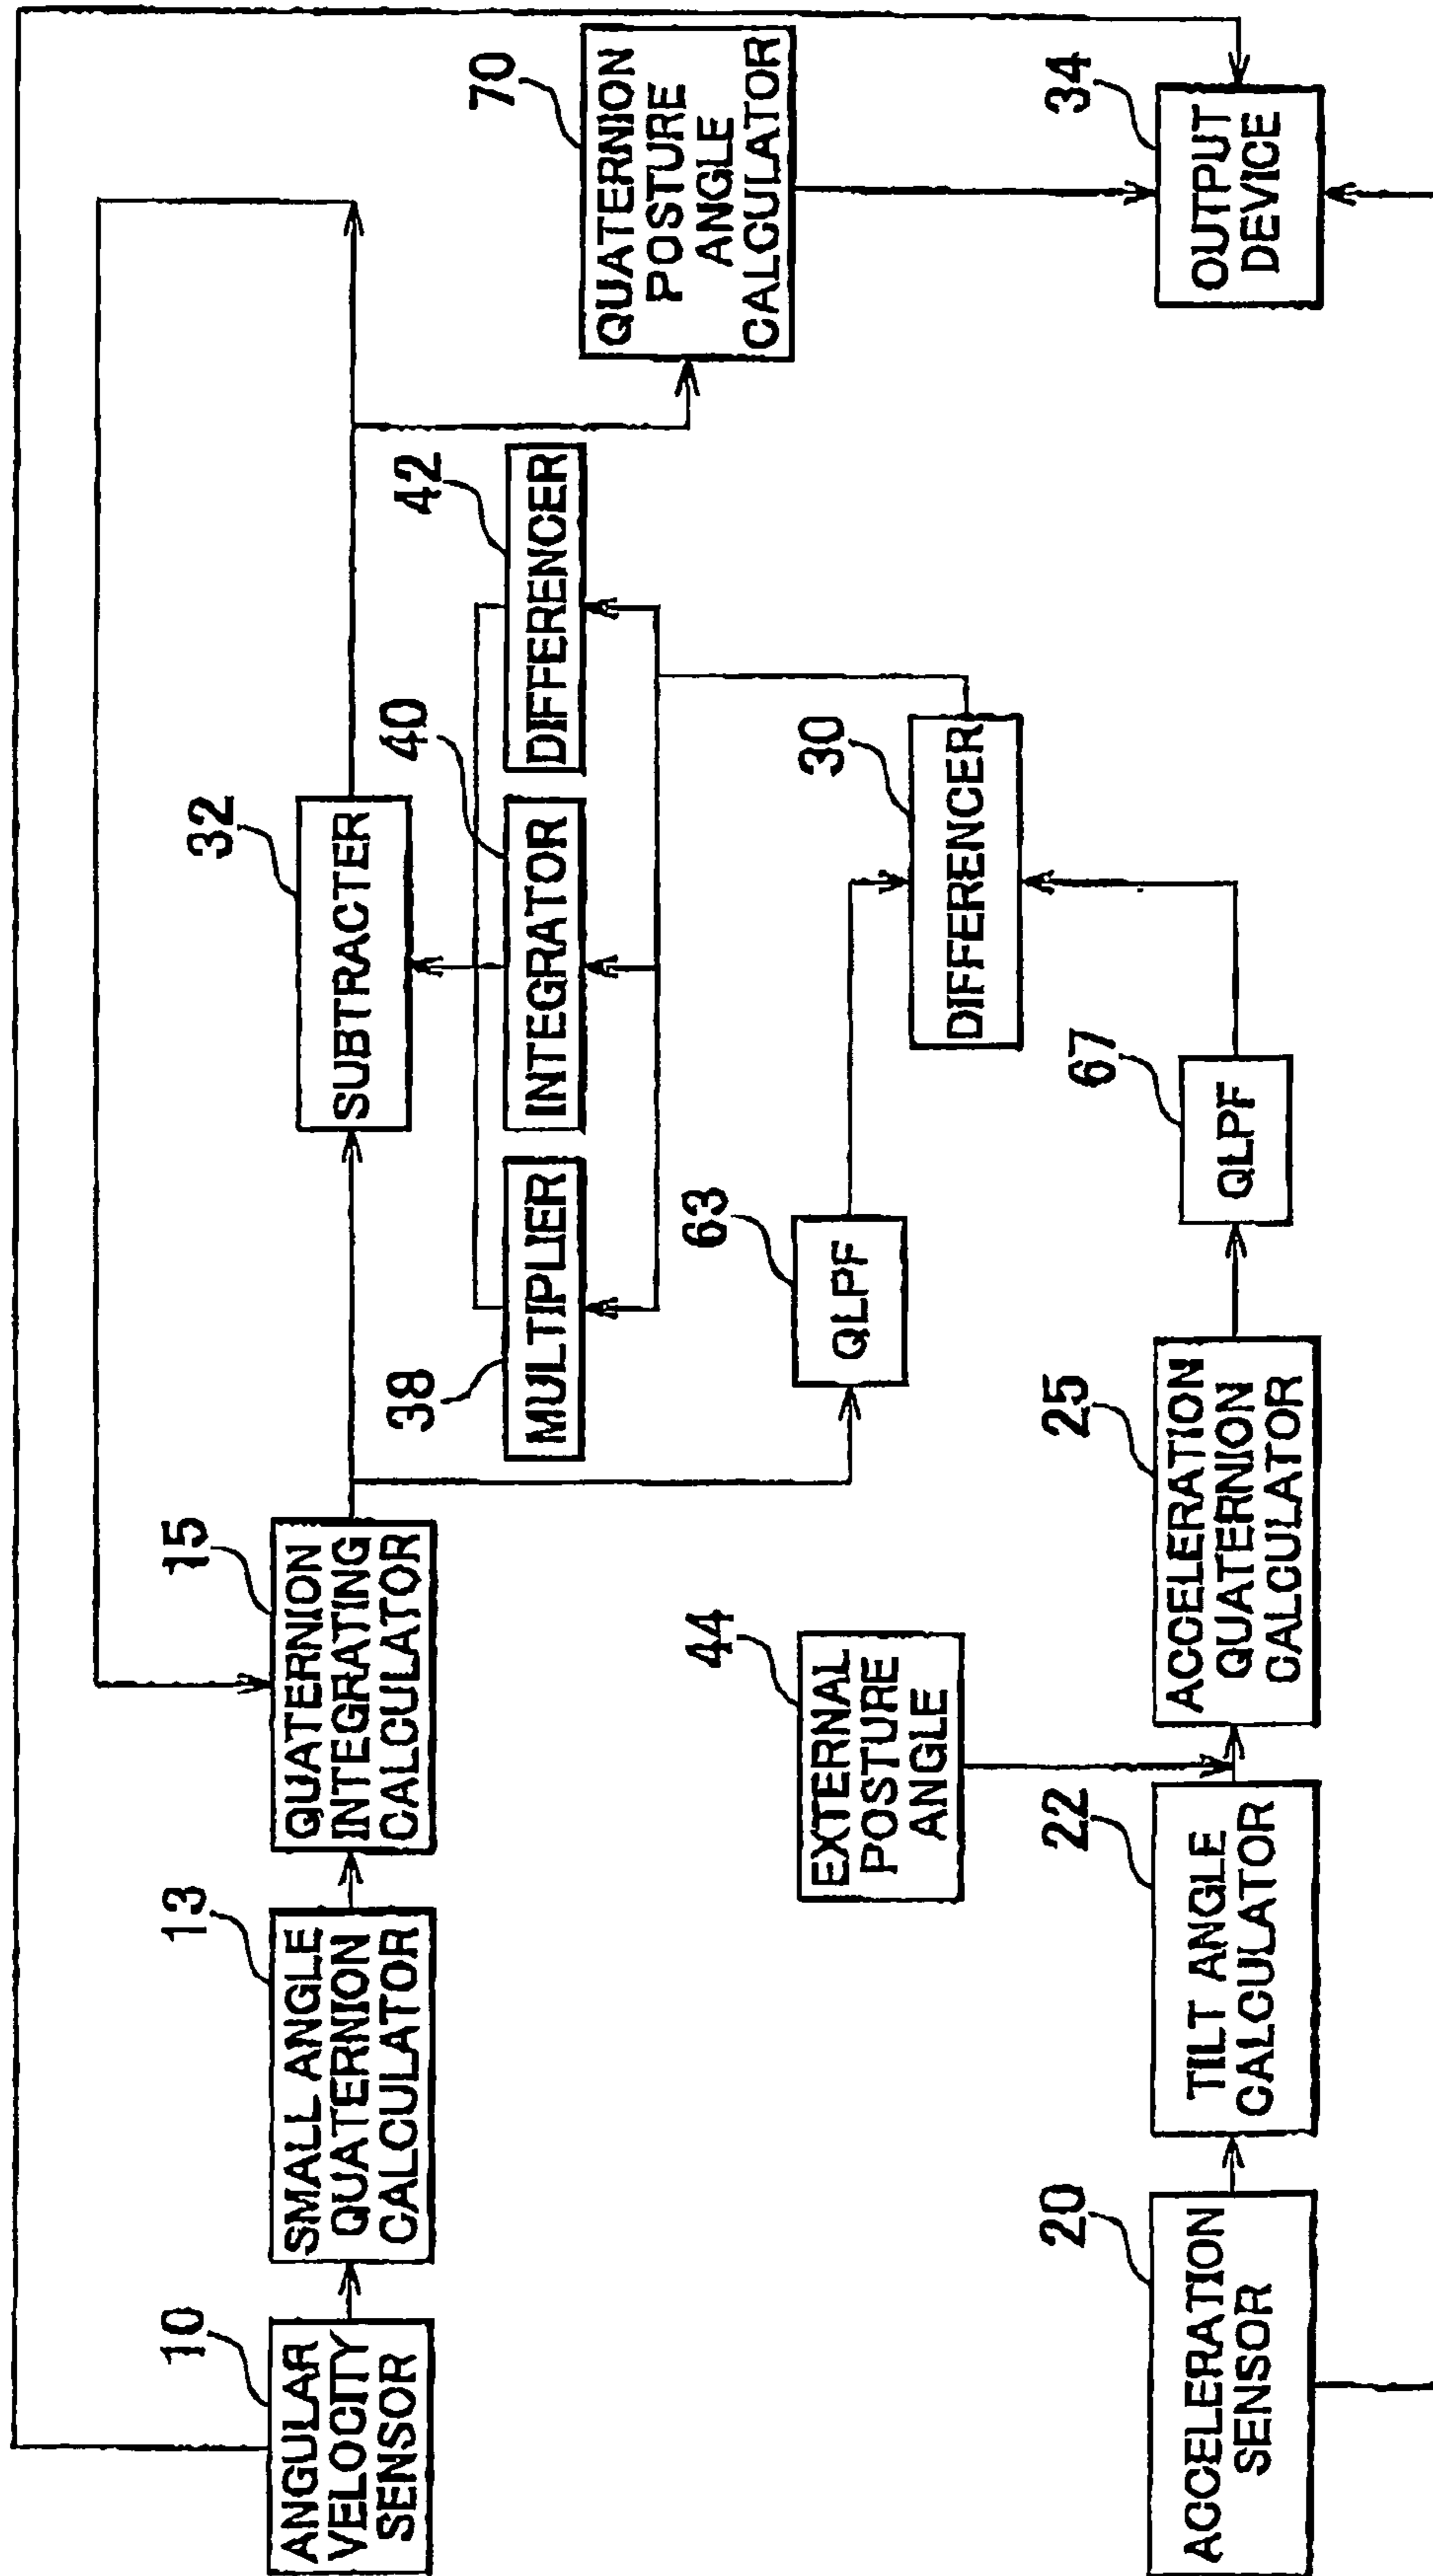 10
ANGULAR
VELOCITY
SENSOR
13
SMALL ANGLE
QUATERNION
CALCULATOR
15
QUATERNION
INTEGRATING
CALCULATOR
32
SUBTRACTER
38
MULTIPLIER
40
INTEGRATOR
42
DIFFERENCER
70
QUATERNION
POSTURE
ANGLE
CALCULATOR
63
QLPF
30
DIFFERENCER
44
EXTERNAL
POSTURE
ANGLE
20
ACCELERATION
SENSOR
22
TILT ANGLE
CALCULATOR
25
ACCELERATION
QUATERNION
CALCULATOR
67
QLPF
34
OUTPUT
DEVICE